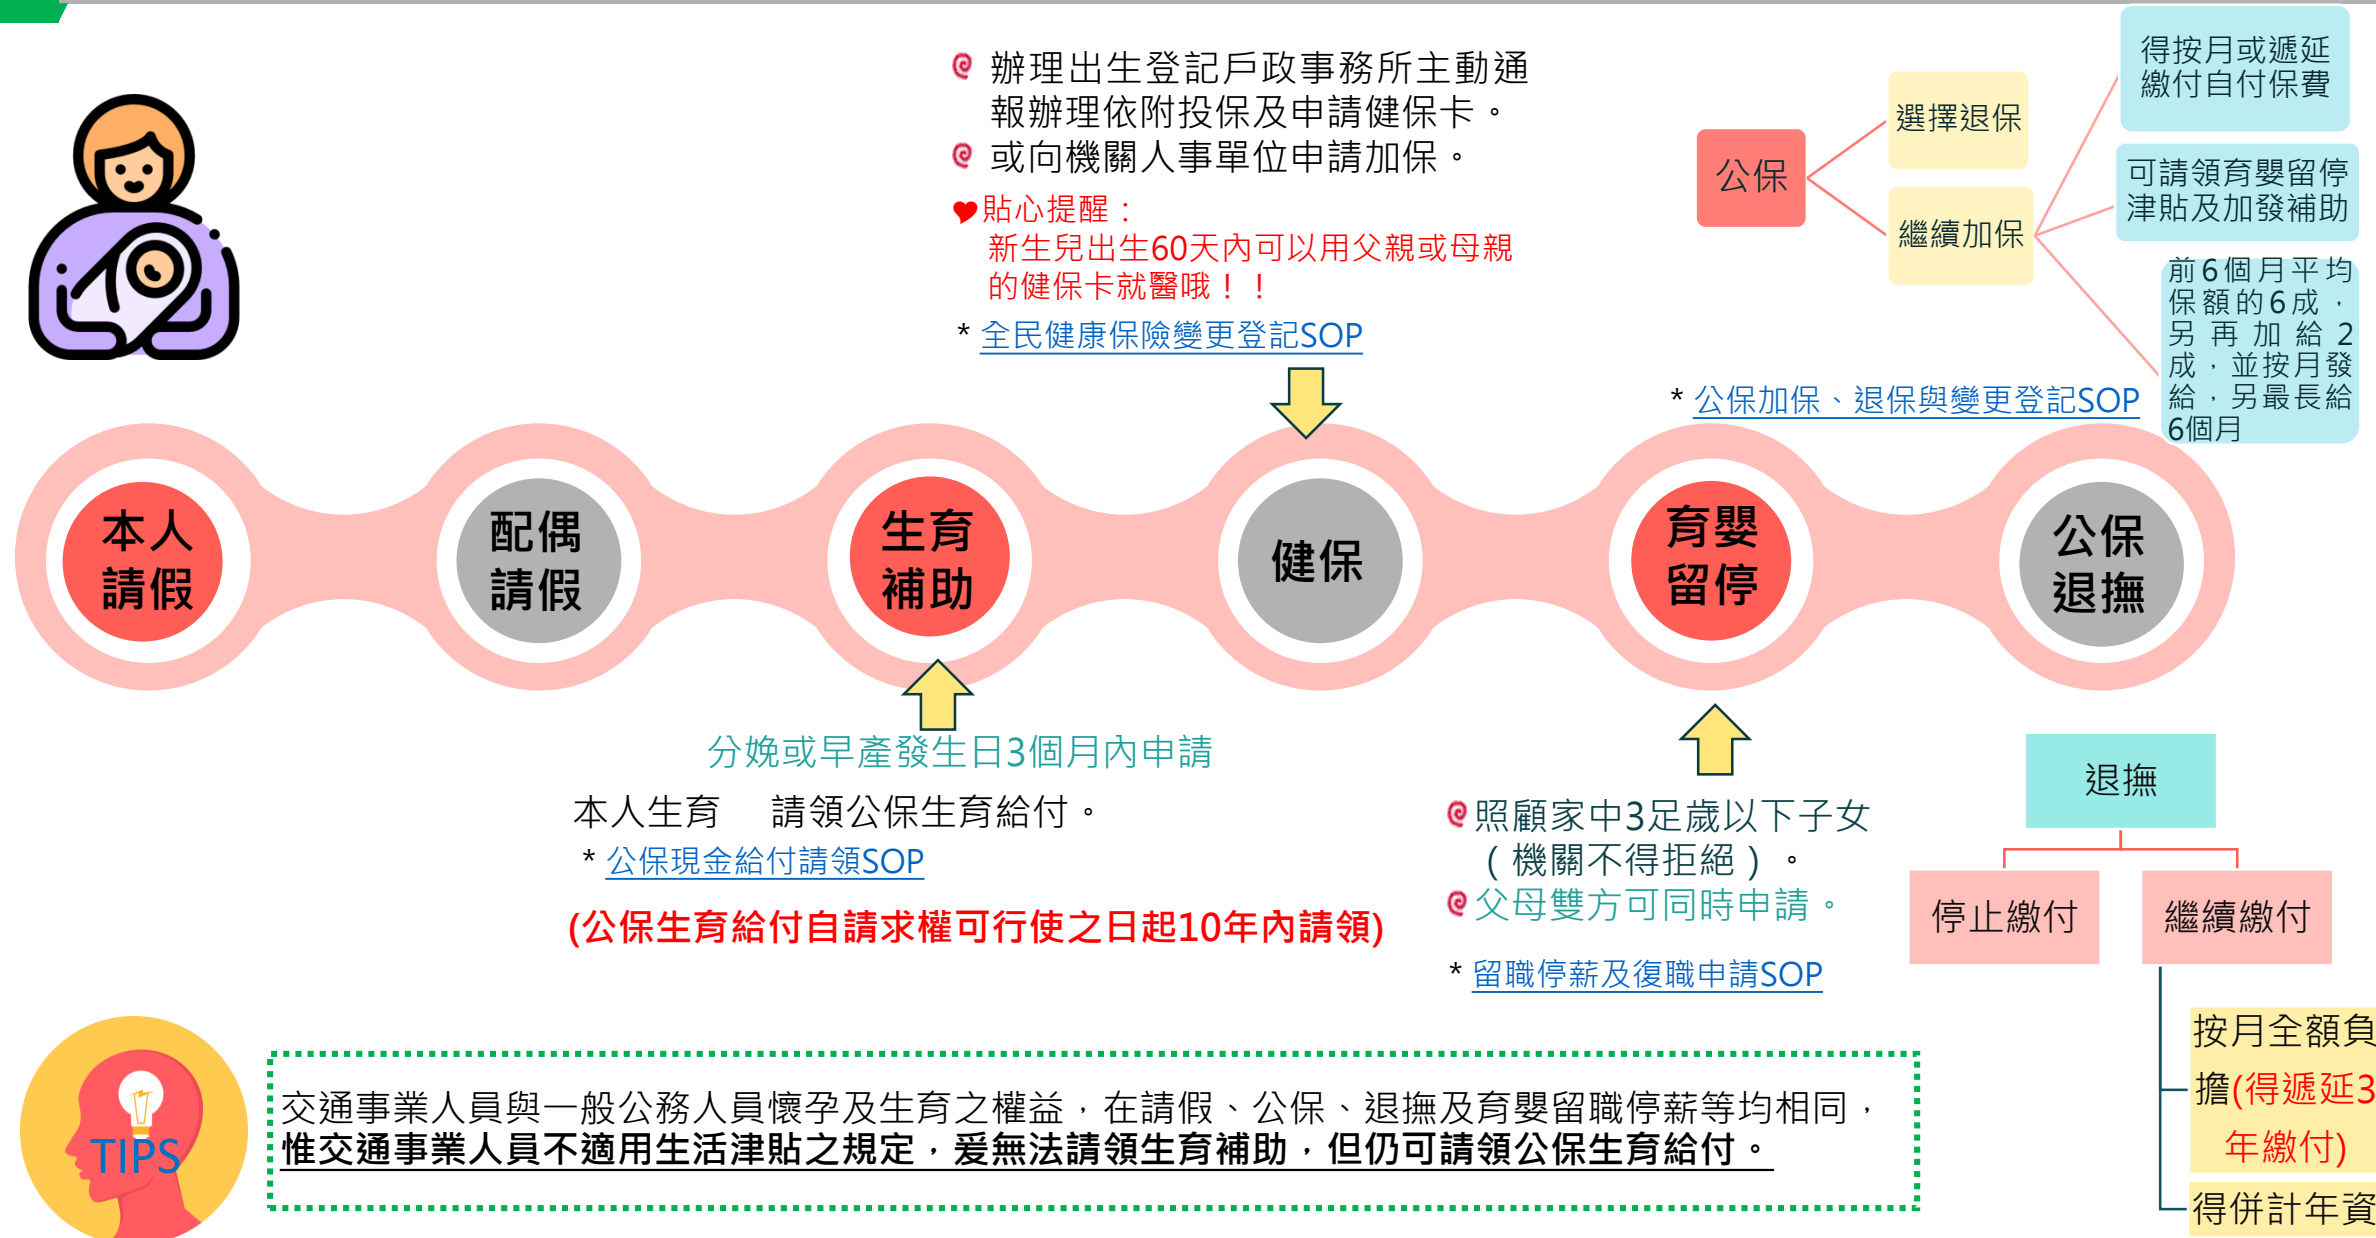 辦理出生登記戶政事務所主動通
報辦理依附投保及申請健保卡。
或向機關人事單位申請加保。
貼心提醒：
新生兒出生60天內可以用父親或母親
的健保卡就醫哦！！
* 全民健康保險變更登記SOP
公保
選擇退保
繼續加保
得按月或遞延
繳付自付保費
可請領育嬰留停
津貼及加發補助
前6個月平均
保額的6成，
另再加給2
成，並按月發
給，另最長給
6個月
* 公保加保、退保與變更登記SOP
本人
請假
配偶
請假
生育
補助
健保
育嬰
留停
公保
退撫
分娩或早產發生日3個月內申請
本人生育 請領公保生育給付。
* 公保現金給付請領SOP
(公保生育給付自請求權可行使之日起10年內請領)
照顧家中3足歲以下子女
（機關不得拒絕）。
父母雙方可同時申請。
* 留職停薪及復職申請SOP
退撫
停止繳付
繼續繳付
按月全額負
擔(得遞延3
年繳付)
得併計年資
TIPS
交通事業人員與一般公務人員懷孕及生育之權益，在請假、公保、退撫及育嬰留職停薪等均相同，
惟交通事業人員不適用生活津貼之規定，爰無法請領生育補助，但仍可請領公保生育給付。